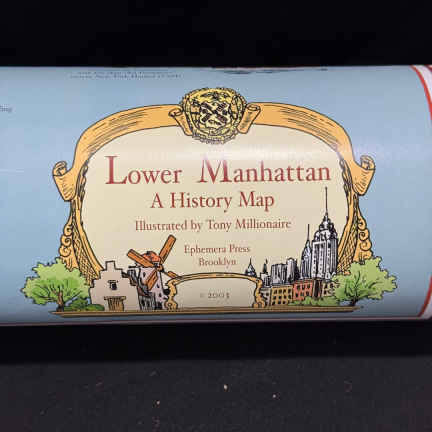 Lower Manhattan
A History Map
Illustrated by Tony Millionaire
Ephemera Press
Brooklyn
© 2003